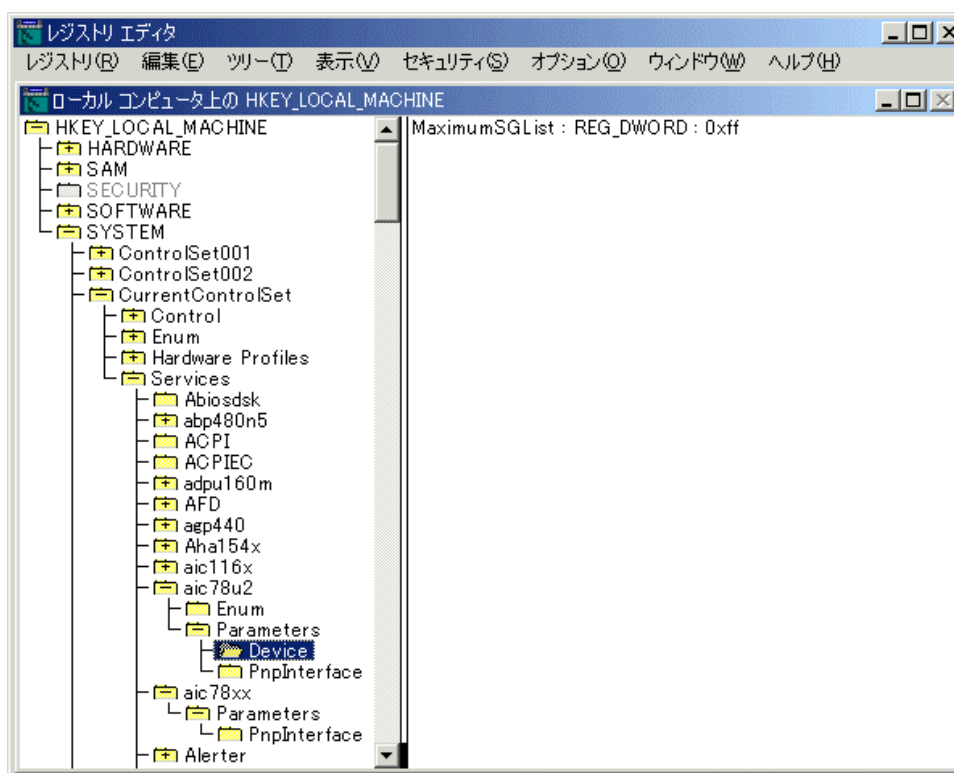 レジストリ エディタ
レジストリ(R) 編集(E) ツリー(T) 表示(V) セキュリティ(S) オプション(O) ウィンドウ(W) ヘルプ(H)
ローカル コンピュータ上の HKEY_LOCAL_MACHINE
HKEY_LOCAL_MACHINE
MaximumSGList : REG_DWORD : 0xff
HARDWARE
SAM
SECURITY
SOFTWARE
SYSTEM
ControlSet001
ControlSet002
CurrentControlSet
Control
Enum
Hardware Profiles
Services
Abiosdsk
abp480n5
ACPI
ACPIEC
adpu160m
AFD
agp440
Aha154x
aic116x
aic78u2
Enum
Parameters
Device
PnpInterface
aic78xx
Parameters
PnpInterface
Alerter